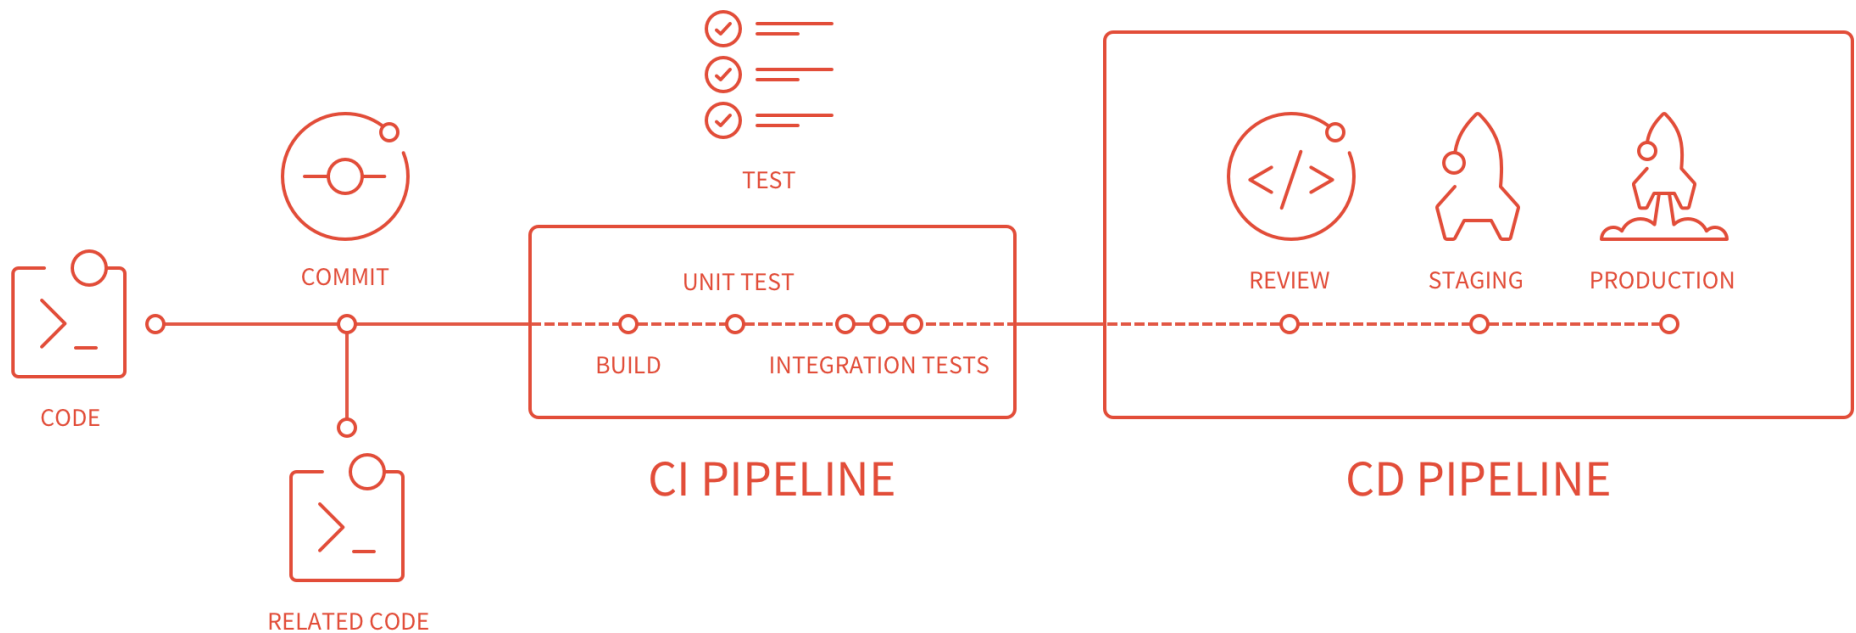 TEST
COMMIT
CODE
RELATED CODE
UNIT TEST
BUILD
INTEGRATION TESTS
CI PIPELINE
REVIEW
STAGING
PRODUCTION
CD PIPELINE